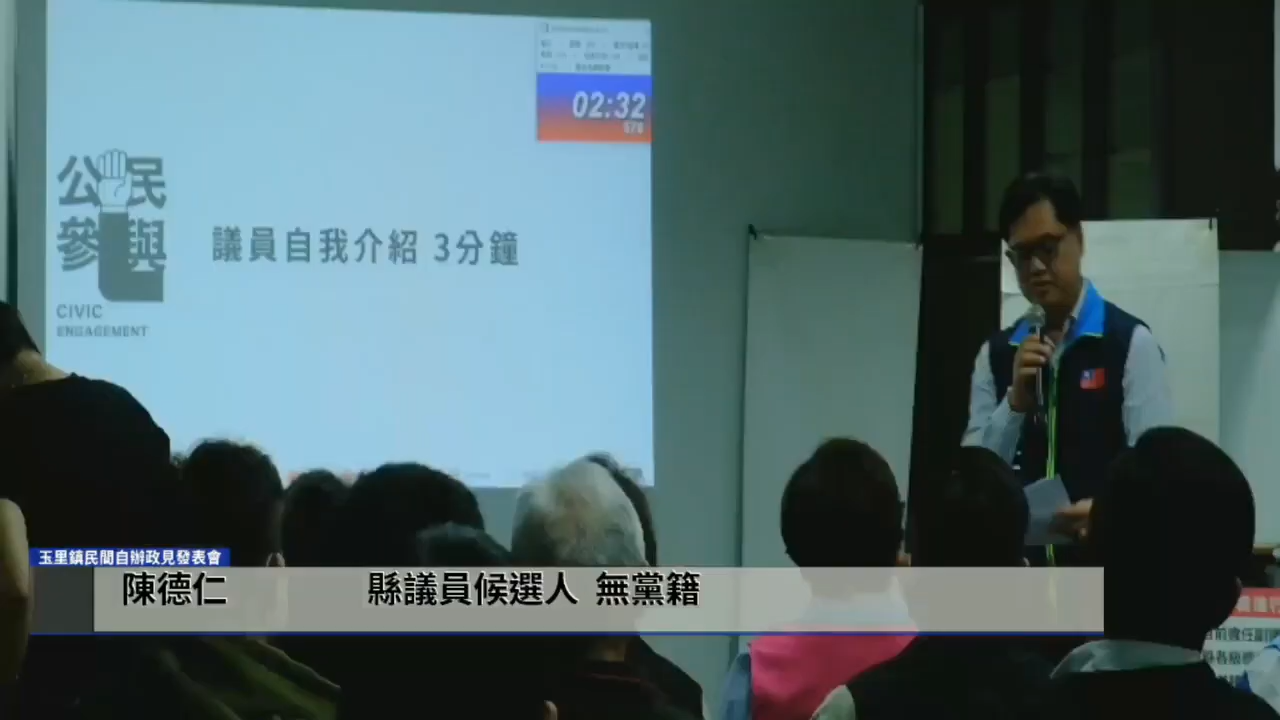 02:32
公民
參與
CIVIC
ENGAGEMENT
議員自我介紹 3分鐘
玉里鎮民間自辦政見發表會
陳德仁 縣議員候選人 無黨籍